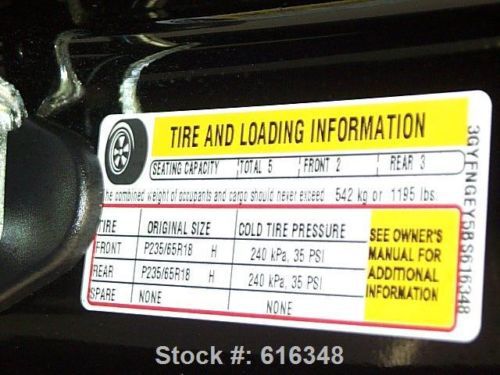 TIRE AND LOADING INFORMATION
SEATING CAPACITY TOTAL 5 FRONT 2 REAR 3
The combined weight of occupants and cargo should never exceed 542 kg or 1195 lbs.
TIRE ORIGINAL SIZE COLD TIRE PRESSURE
FRONT P235/65R18 H 240 kPa, 35 PSI
REAR P235/65R18 H 240 kPa, 35 PSI
SPARE NONE NONE
SEE OWNER'S
MANUAL FOR
ADDITIONAL
INFORMATION
3GYFNGEY5BS616348
Stock #: 616348